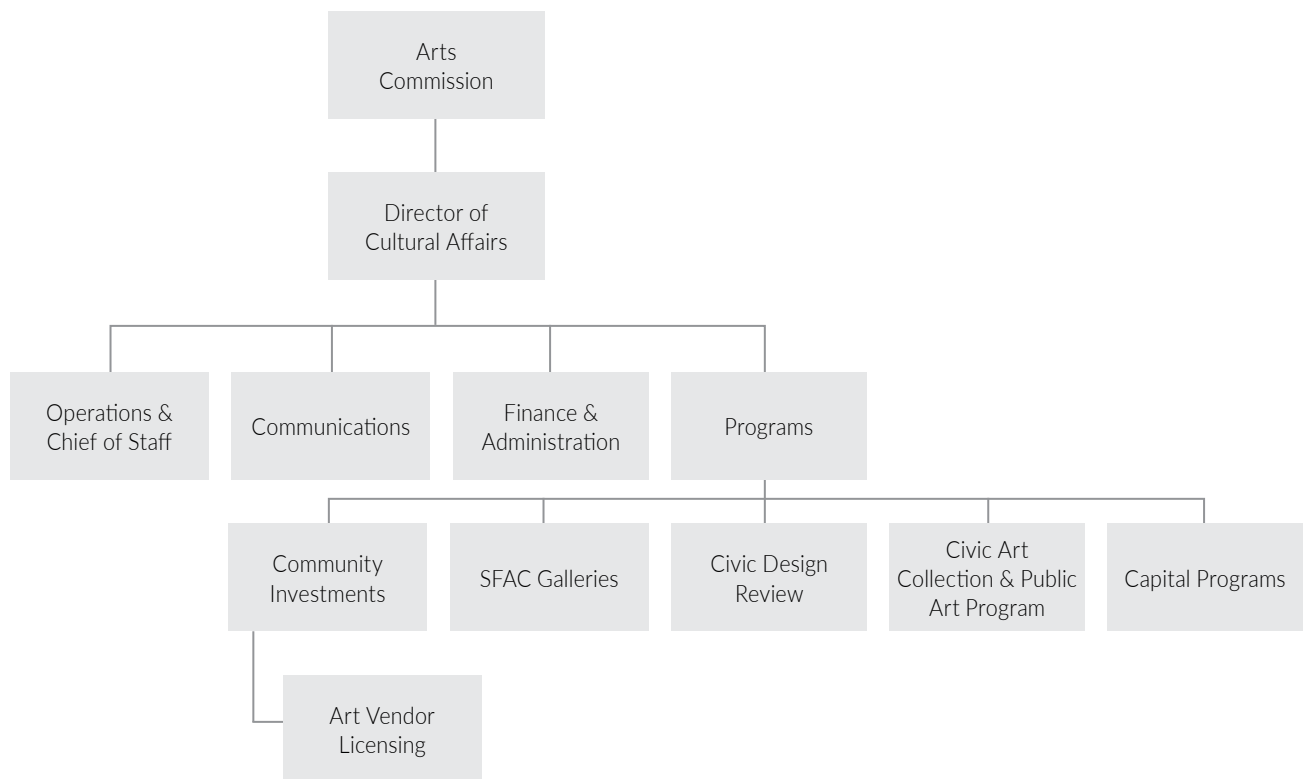 Arts
Commission
Director of
Cultural Affairs
Operations &
Chief of Staff
Communications
Finance &
Administration
Programs
Community
Investments
SFAC Galleries
Civic Design
Review
Civic Art
Collection & Public
Art Program
Capital Programs
Art Vendor
Licensing